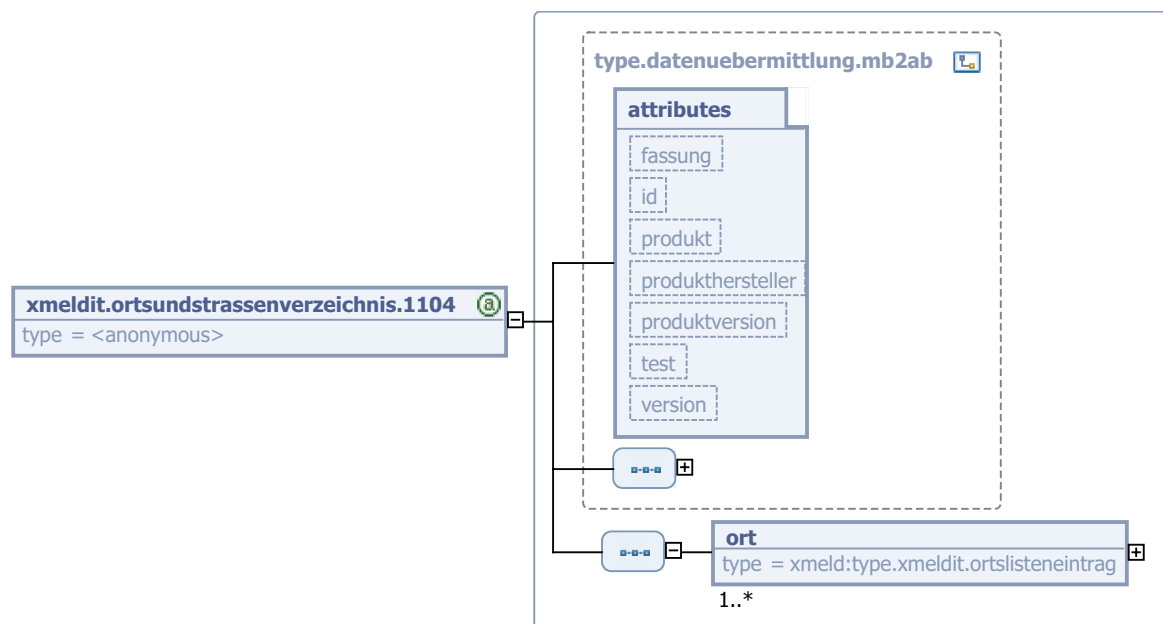 type.datenuebermittlung.mb2ab
attributes
fassung
id
produkt
produkthersteller
produktversion
test
version
xmeldit.ortsundstrassenverzeichnis.1104 @
type = <anonymous>
ort
type = xmeld:type.xmeldit.ortslisteneintrag
1..*